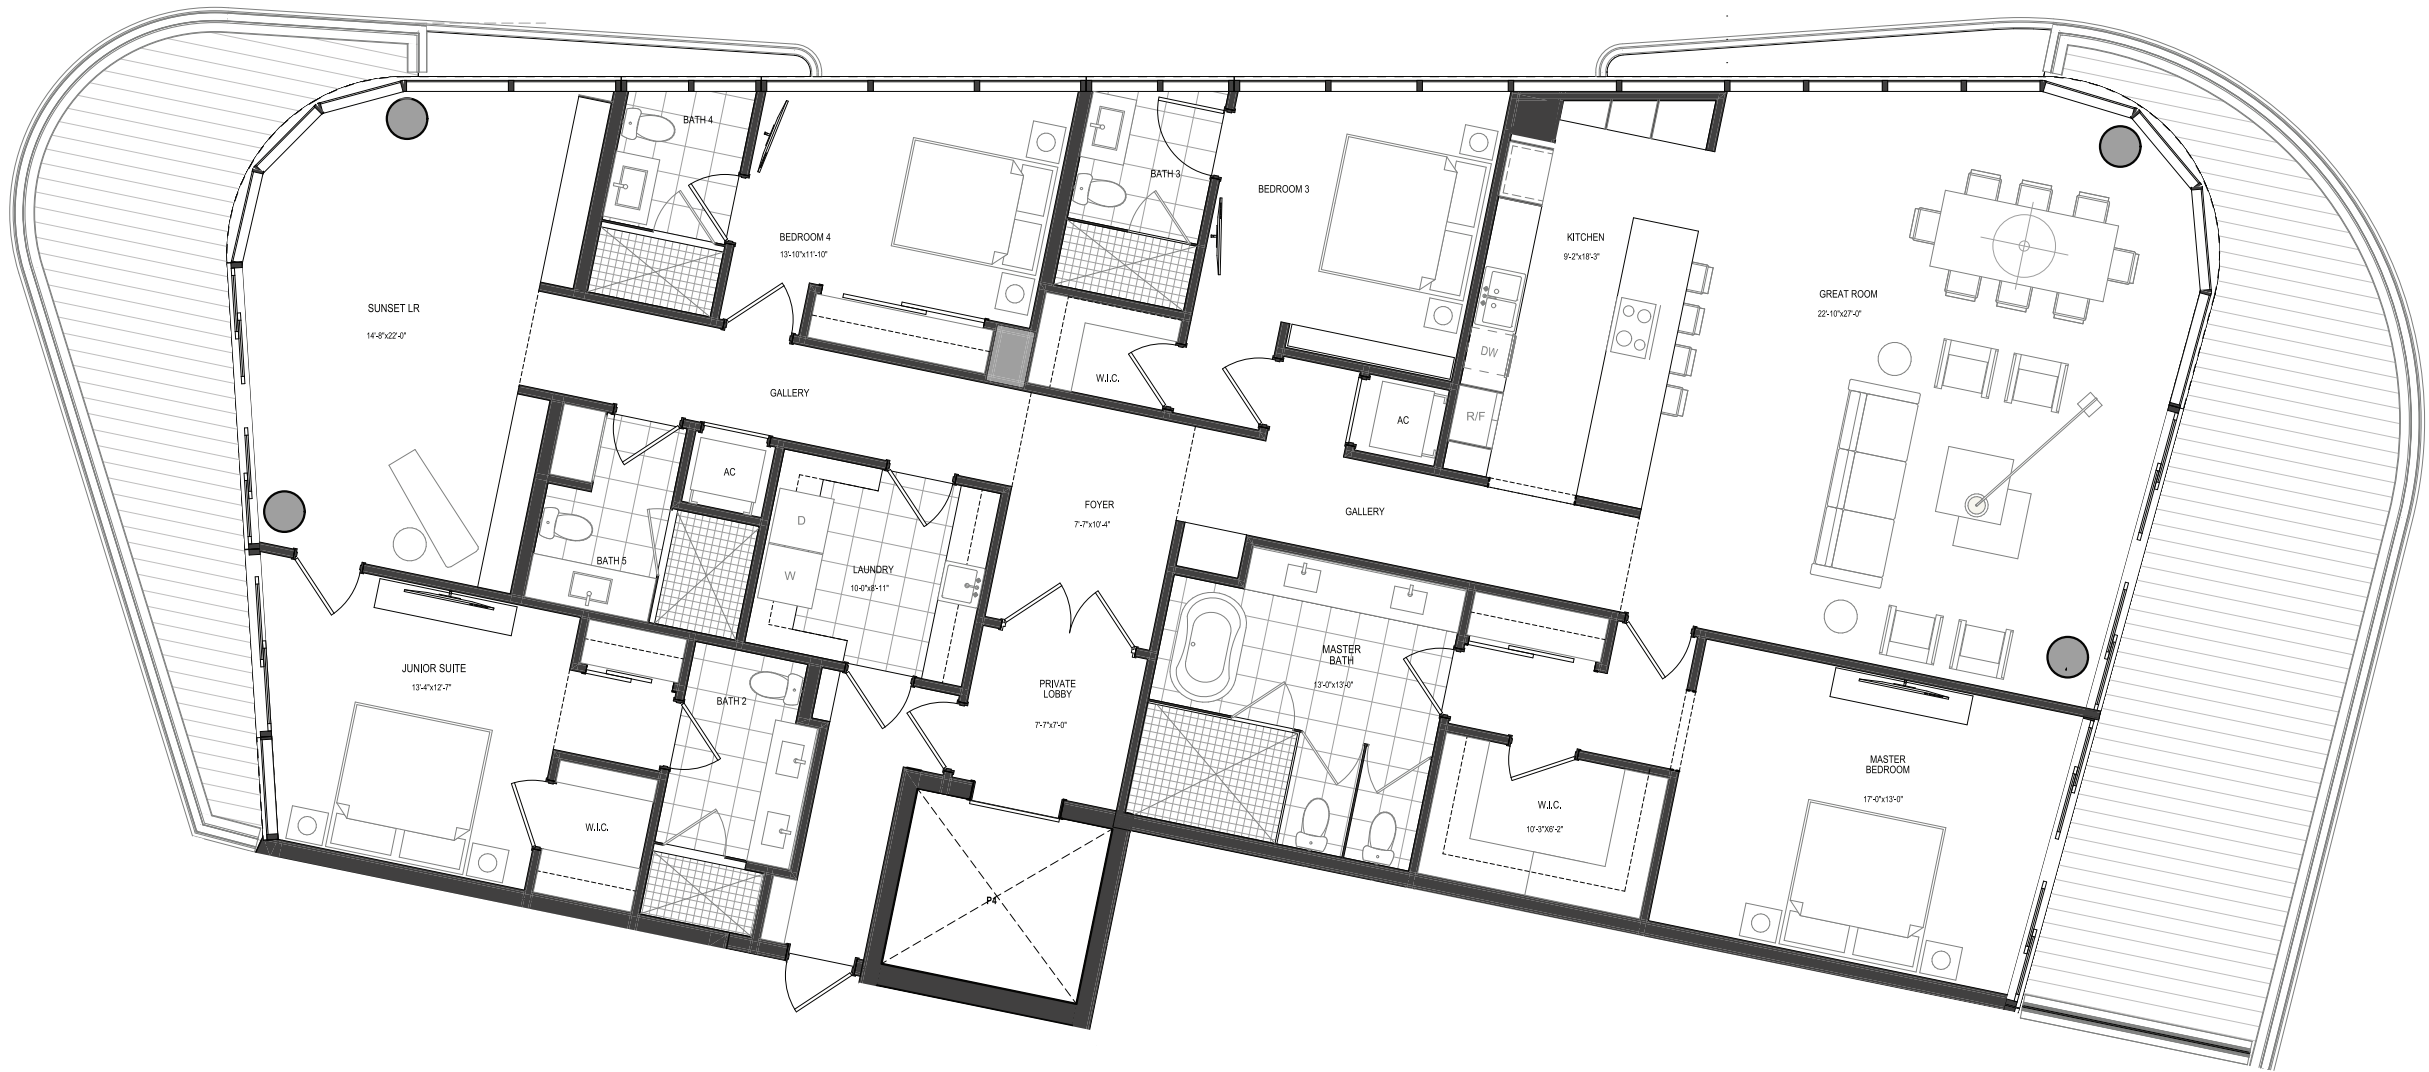 BATH 4
BEDROOM 4
13'-10"x11'-10"
BATH 3
BEDROOM 3
KITCHEN
9'-2"x18'-3"
GREAT ROOM
22'-10"x27'-0"
SUNSET LR
14'-8"x22'-0"
DW
R/F
AC
W.I.C.
GALLERY
AC
FOYER
7'-7"x10'-4"
GALLERY
D
W
BATH 5
LAUNDRY
10-0"x8'-11"
JUNIOR SUITE
13'-4"x12'-7"
BATH 2
PRIVATE
LOBBY
7'-7"x7'-0"
MASTER
BATH
13'-0"x13'-0"
MASTER
BEDROOM
17'-0"x13'-0"
W.I.C.
W.I.C.
10'-3"X6'-2"
P4